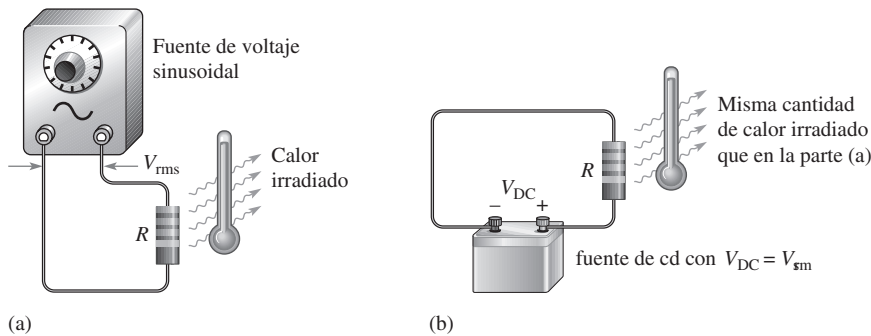 Fuente de voltaje
sinusoidal
V_rms
Calor
irradiado
R
(a)
Misma cantidad
de calor irradiado
que en la parte (a)
R
V_DC
− +
fuente de cd con V_DC = V_srm
(b)